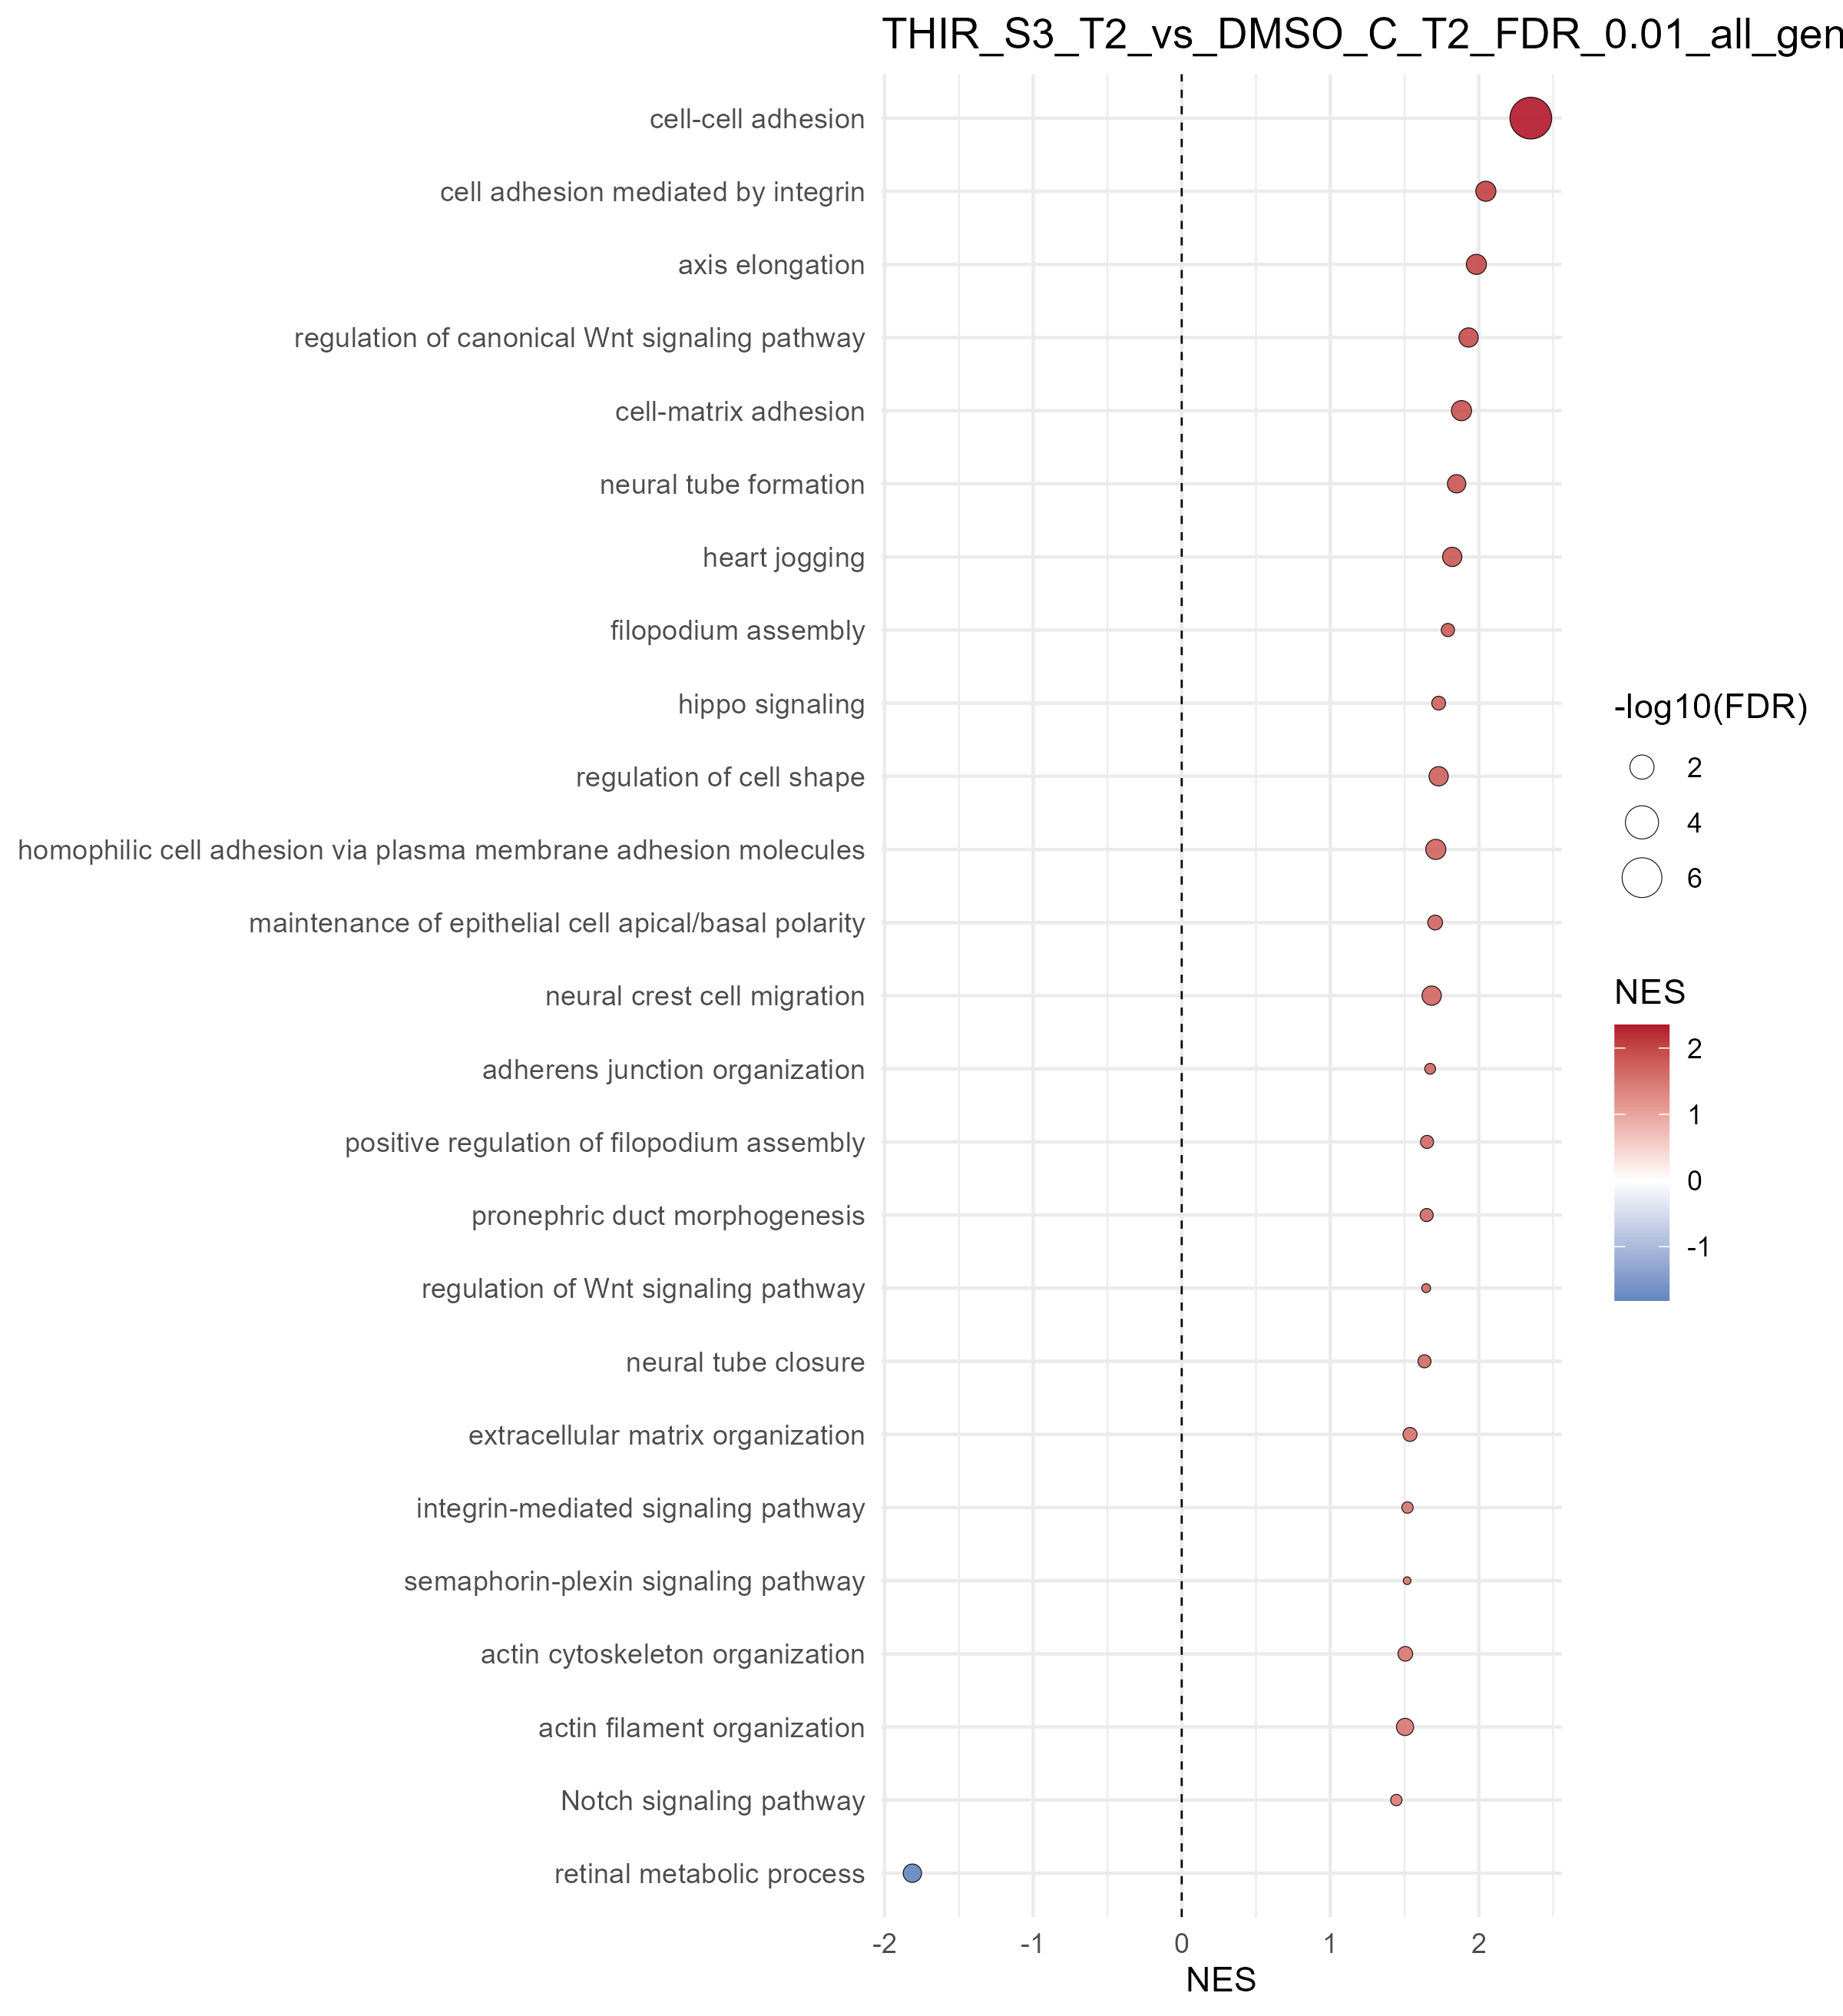 THIR_S3_T2_vs_DMSO_C_T2_FDR_0.01_all_gen
cell-cell adhesion
cell adhesion mediated by integrin
axis elongation
regulation of canonical Wnt signaling pathway
cell-matrix adhesion
neural tube formation
heart jogging
filopodium assembly
hippo signaling
regulation of cell shape
homophilic cell adhesion via plasma membrane adhesion molecules
maintenance of epithelial cell apical/basal polarity
neural crest cell migration
adherens junction organization
positive regulation of filopodium assembly
pronephric duct morphogenesis
regulation of Wnt signaling pathway
neural tube closure
extracellular matrix organization
integrin-mediated signaling pathway
semaphorin-plexin signaling pathway
actin cytoskeleton organization
actin filament organization
Notch signaling pathway
retinal metabolic process
-2 -1 0 1 2
NES
-log10(FDR)
2
4
6
NES
2
1
0
-1